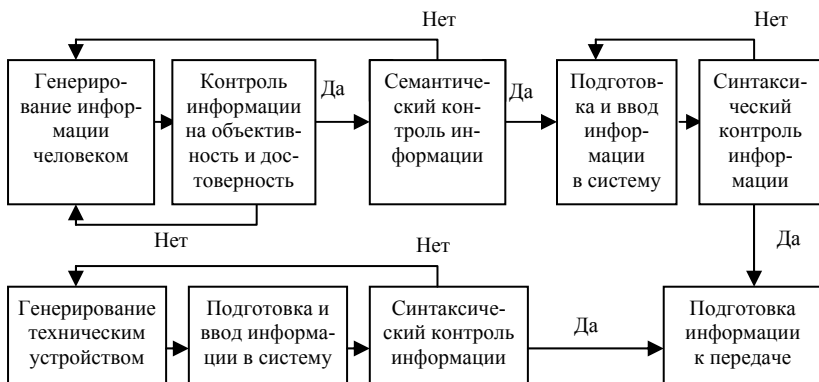 Нет
Нет
Генериро-
вание инфор-
мации
человеком
Контроль
информации
на объектив-
ность и дос-
товерность
Да
Семантиче-
ский кон-
троль ин-
формации
Да
Подготов-
ка и ввод
инфор-
мации
в систему
Синтакси-
ческий
контроль
инфор-
мации
Нет
Нет
Да
Генерирование
техническим
устройством
Подготовка и
ввод информа-
ции в систему
Синтаксиче-
ский контроль
информации
Да
Подготовка
информации
к передаче